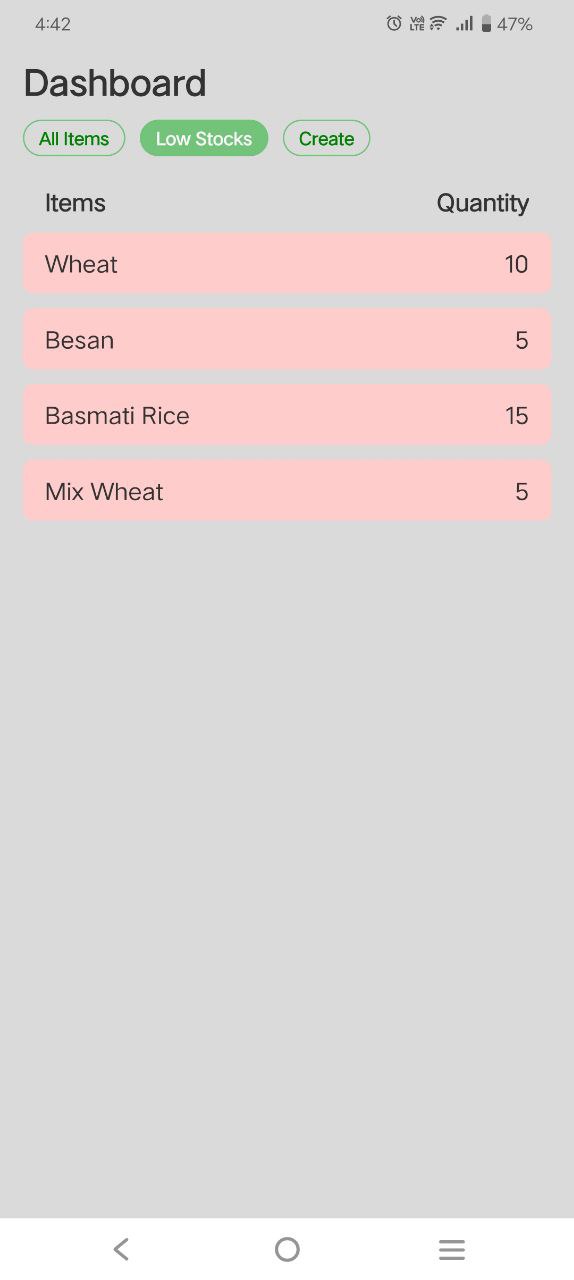 4:42 Vo) LTE 47%
Dashboard
All Items Low Stocks Create
Items Quantity
Wheat 10
Besan 5
Basmati Rice 15
Mix Wheat 5